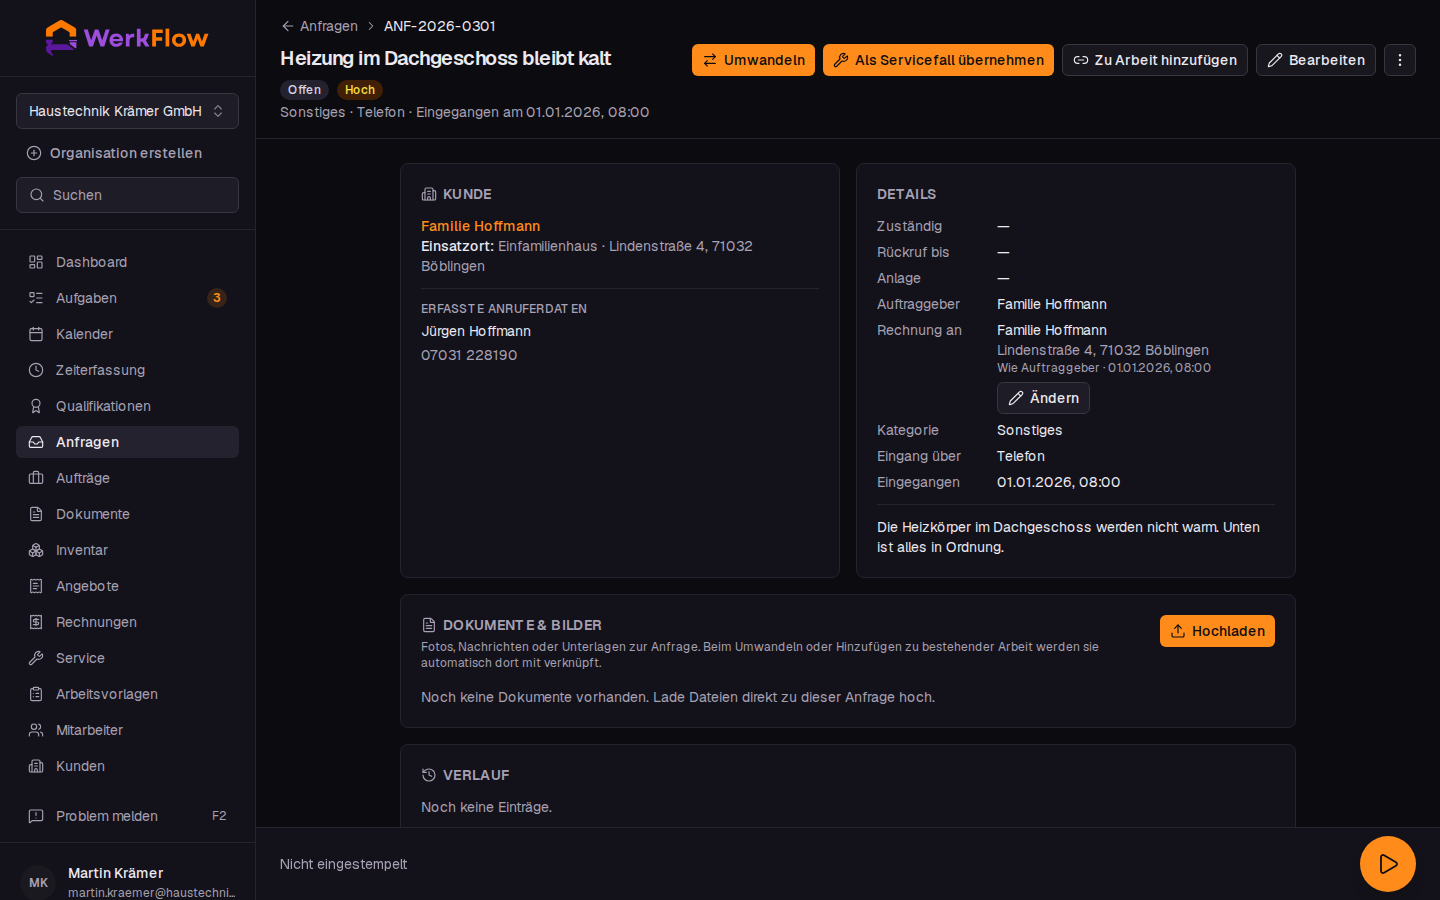 WerkFlow
Haustechnik Krämer GmbH
Organisation erstellen
Suchen
Dashboard
Aufgaben 3
Kalender
Zeiterfassung
Qualifikationen
Anfragen
Aufträge
Dokumente
Inventar
Angebote
Rechnungen
Service
Arbeitsvorlagen
Mitarbeiter
Kunden
Problem melden F2
MK
Martin Krämer
martin.kraemer@haustechni...
Anfragen > ANF-2026-0301
Heizung im Dachgeschoss bleibt kalt
Umwandeln
Als Servicefall übernehmen
Zu Arbeit hinzufügen
Bearbeiten
Offen Hoch
Sonstiges · Telefon · Eingegangen am 01.01.2026, 08:00
KUNDE
Familie Hoffmann
Einsatzort: Einfamilienhaus · Lindenstraße 4, 71032
Böblingen
ERFASSTE ANRUFERDATEN
Jürgen Hoffmann
07031 228190
DETAILS
Zuständig —
Rückruf bis —
Anlage —
Auftraggeber Familie Hoffmann
Rechnung an Familie Hoffmann
Lindenstraße 4, 71032 Böblingen
Wie Auftraggeber · 01.01.2026, 08:00
Ändern
Kategorie Sonstiges
Eingang über Telefon
Eingegangen 01.01.2026, 08:00
Die Heizkörper im Dachgeschoss werden nicht warm. Unten
ist alles in Ordnung.
DOKUMENTE & BILDER
Fotos, Nachrichten oder Unterlagen zur Anfrage. Beim Umwandeln oder Hinzufügen zu bestehender Arbeit werden sie
automatisch dort mit verknüpft.
Hochladen
Noch keine Dokumente vorhanden. Lade Dateien direkt zu dieser Anfrage hoch.
VERLAUF
Noch keine Einträge.
Nicht eingestempelt